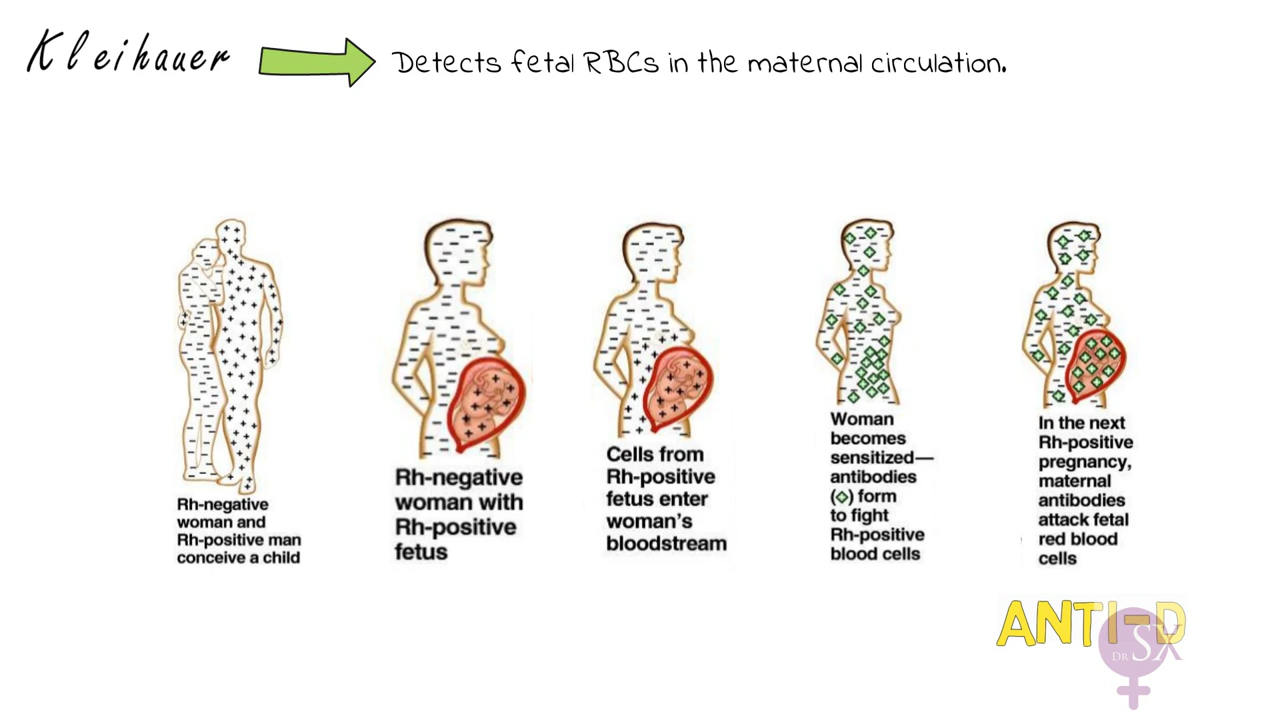 Kleihauer
Detects fetal RBCs in the maternal circulation.
Rh-negative
woman and
Rh-positive man
conceive a child
Rh-negative
woman with
Rh-positive
fetus
Cells from
Rh-positive
fetus enter
woman's
bloodstream
Woman
becomes
sensitized—
antibodies
(◇) form
to fight
Rh-positive
blood cells
In the next
Rh-positive
pregnancy,
maternal
antibodies
attack fetal
red blood
cells
ANTI-D
DR SX